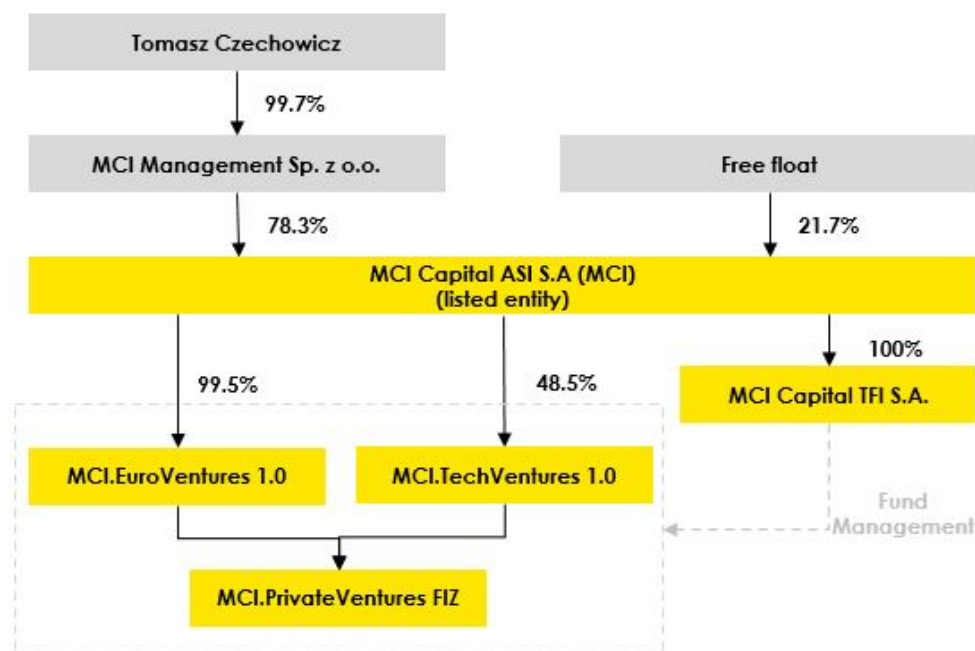 Tomasz Czechowicz
99.7%
MCI Management Sp. z o.o.
Free float
78.3%
21.7%
MCI Capital ASI S.A (MCI)
(listed entity)
99.5%
48.5%
100%
MCI Capital TFI S.A.
MCI.EuroVentures 1.0
MCI.TechVentures 1.0
Fund
Management
MCI.PrivateVentures FIZ